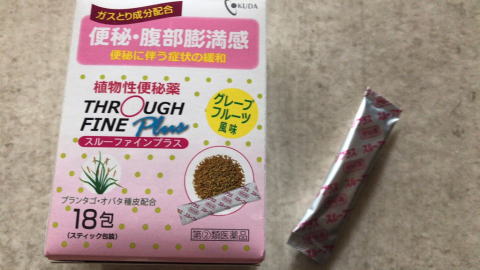 ガスとり成分配合
OKUDA
便秘・腹部膨満感
便秘に伴う症状の緩和
植物性便秘薬
THROUGH
FINE Plus
スルーファインプラス
グレープ
フルーツ
風味
プランタゴ・オバタ種皮配合
18包
(スティック包装)
第②類医薬品